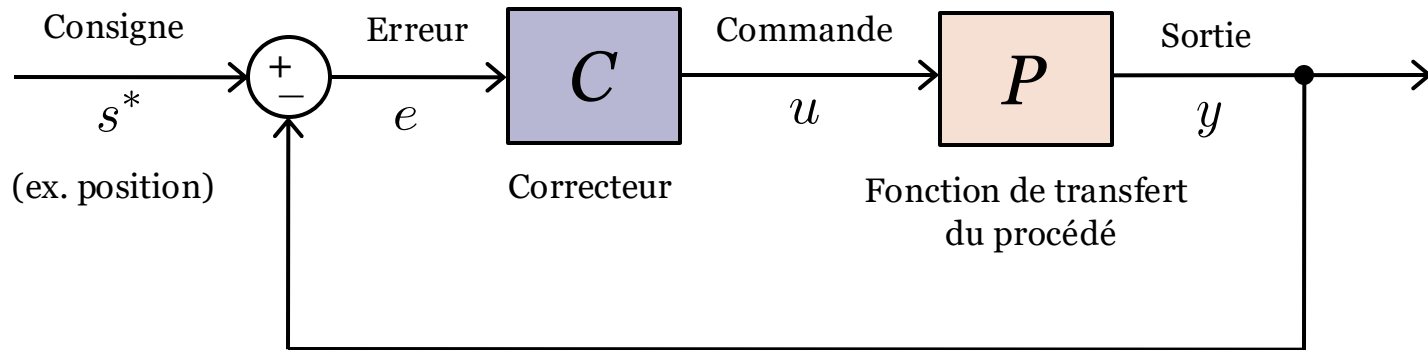 Consigne
Erreur
Commande
Sortie
+
−
C
P
s*
e
u
y
(ex. position)
Correcteur
Fonction de transfert
du procédé